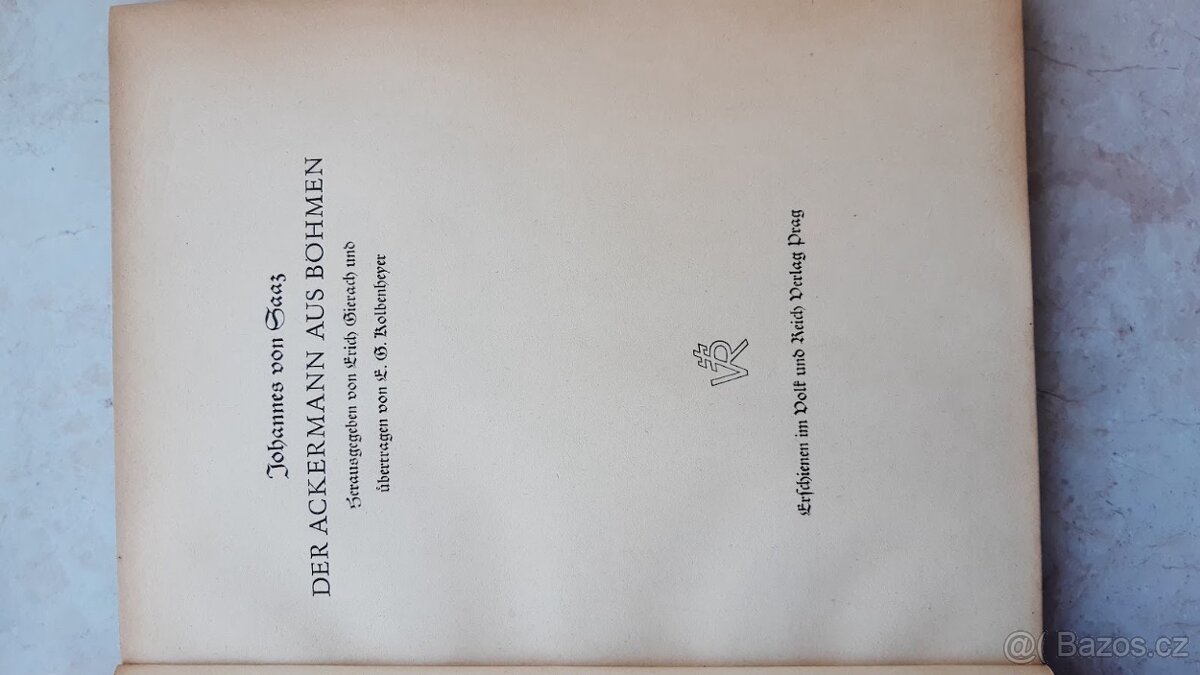 Johannes von Saaz
DER ACKERMANN AUS BÖHMEN
Herausgegeben von Erich Gierach und
übertragen von E. G. Kolbenheyer
VR
Erschienen im Volk und Reich Verlag Prag
@( Bazos.cz